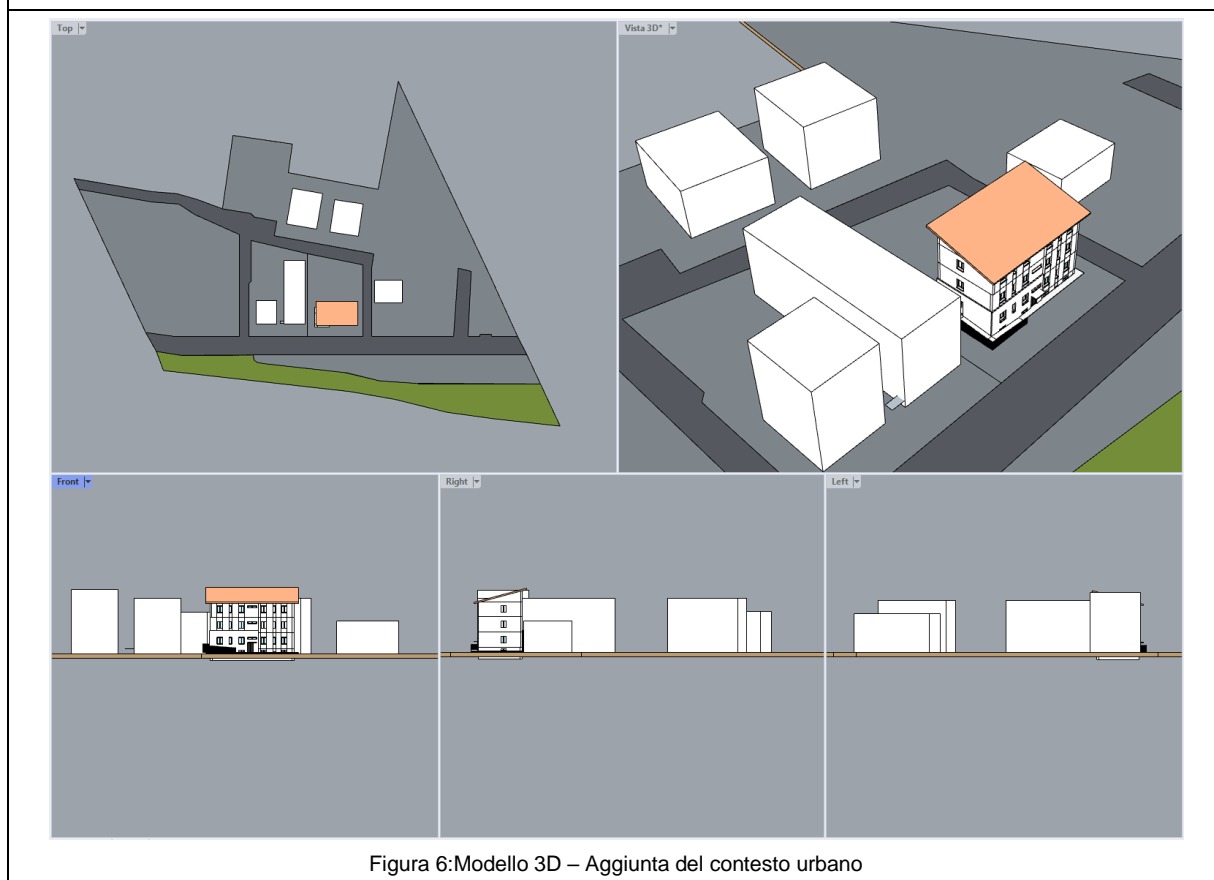 Top
Vista 3D*
Front
Right
Left
Figura 6:Modello 3D – Aggiunta del contesto urbano